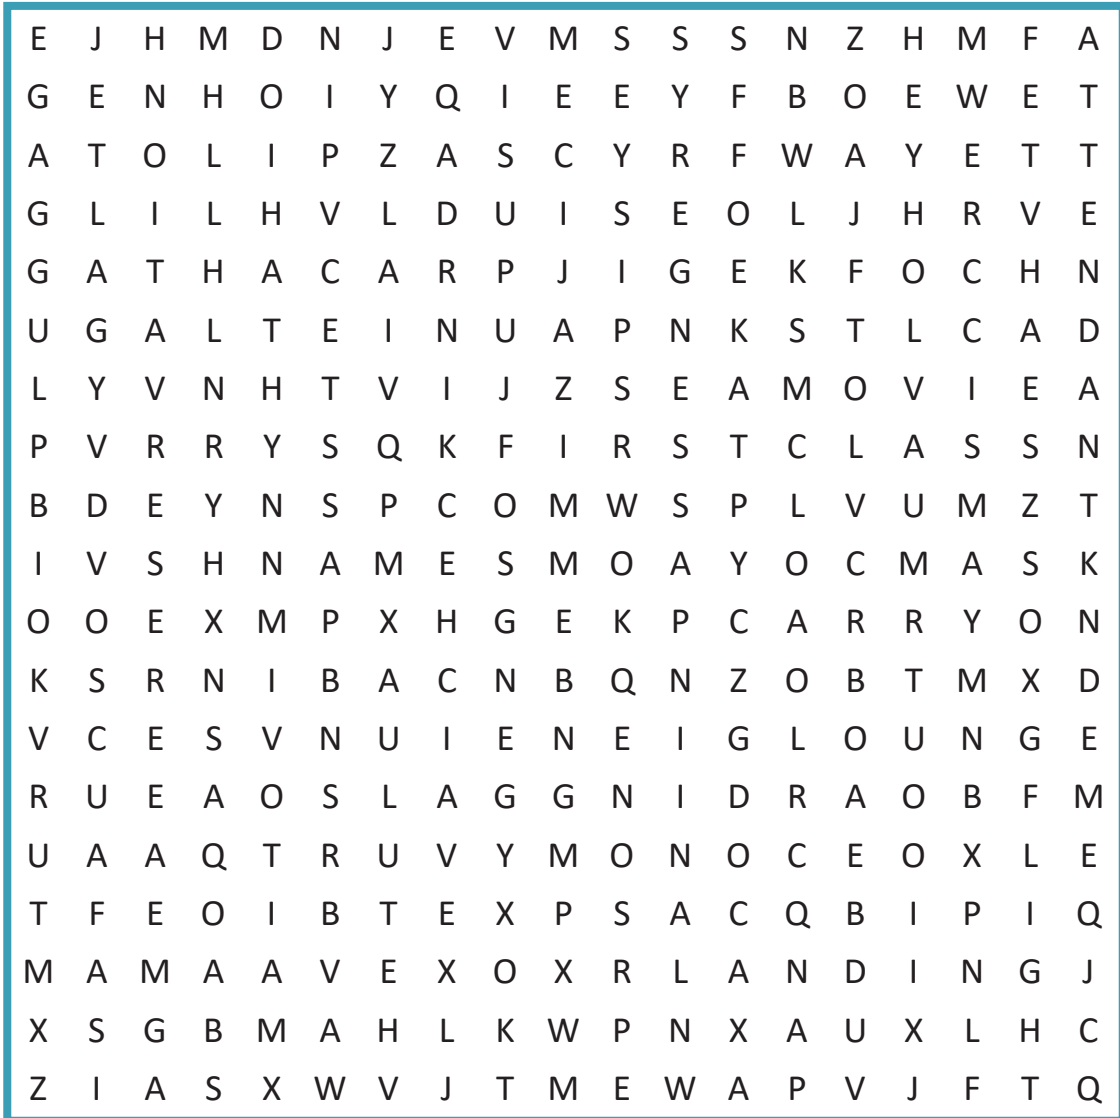 E J H M D N J E V M S S S N Z H M F A
G E N H O I Y Q I E E Y F B O E W E T
A T O L I P Z A S C Y R F W A Y E T T
G L I L H V L D U I S E O L J H R V E
G A T H A C A R P J I G E K F O C H N
U G A L T E I N U A P N K S T L C A D
L Y V N H T V I J Z S E A M O V I E A
P V R R Y S Q K F I R S T C L A S S N
B D E Y N S P C O M W S P L V U M Z T
I V S H N A M E S M O A Y O C M A S K
O O E X M P X H G E K P C A R R Y O N
K S R N I B A C N B Q N Z O B T M X D
V C E S V N U I E N E I G L O U N G E
R U E A O S L A G G N I D R A O B F M
U A A Q T R U V Y M O N O C E O X L E
T F E O I B T E X P S A C Q B I P I Q
M A M A A V E X O X R L A N D I N G J
X S G B M A H L K W P N X A U X L H C
Z I A S X W V J T M E W A P V J F T Q